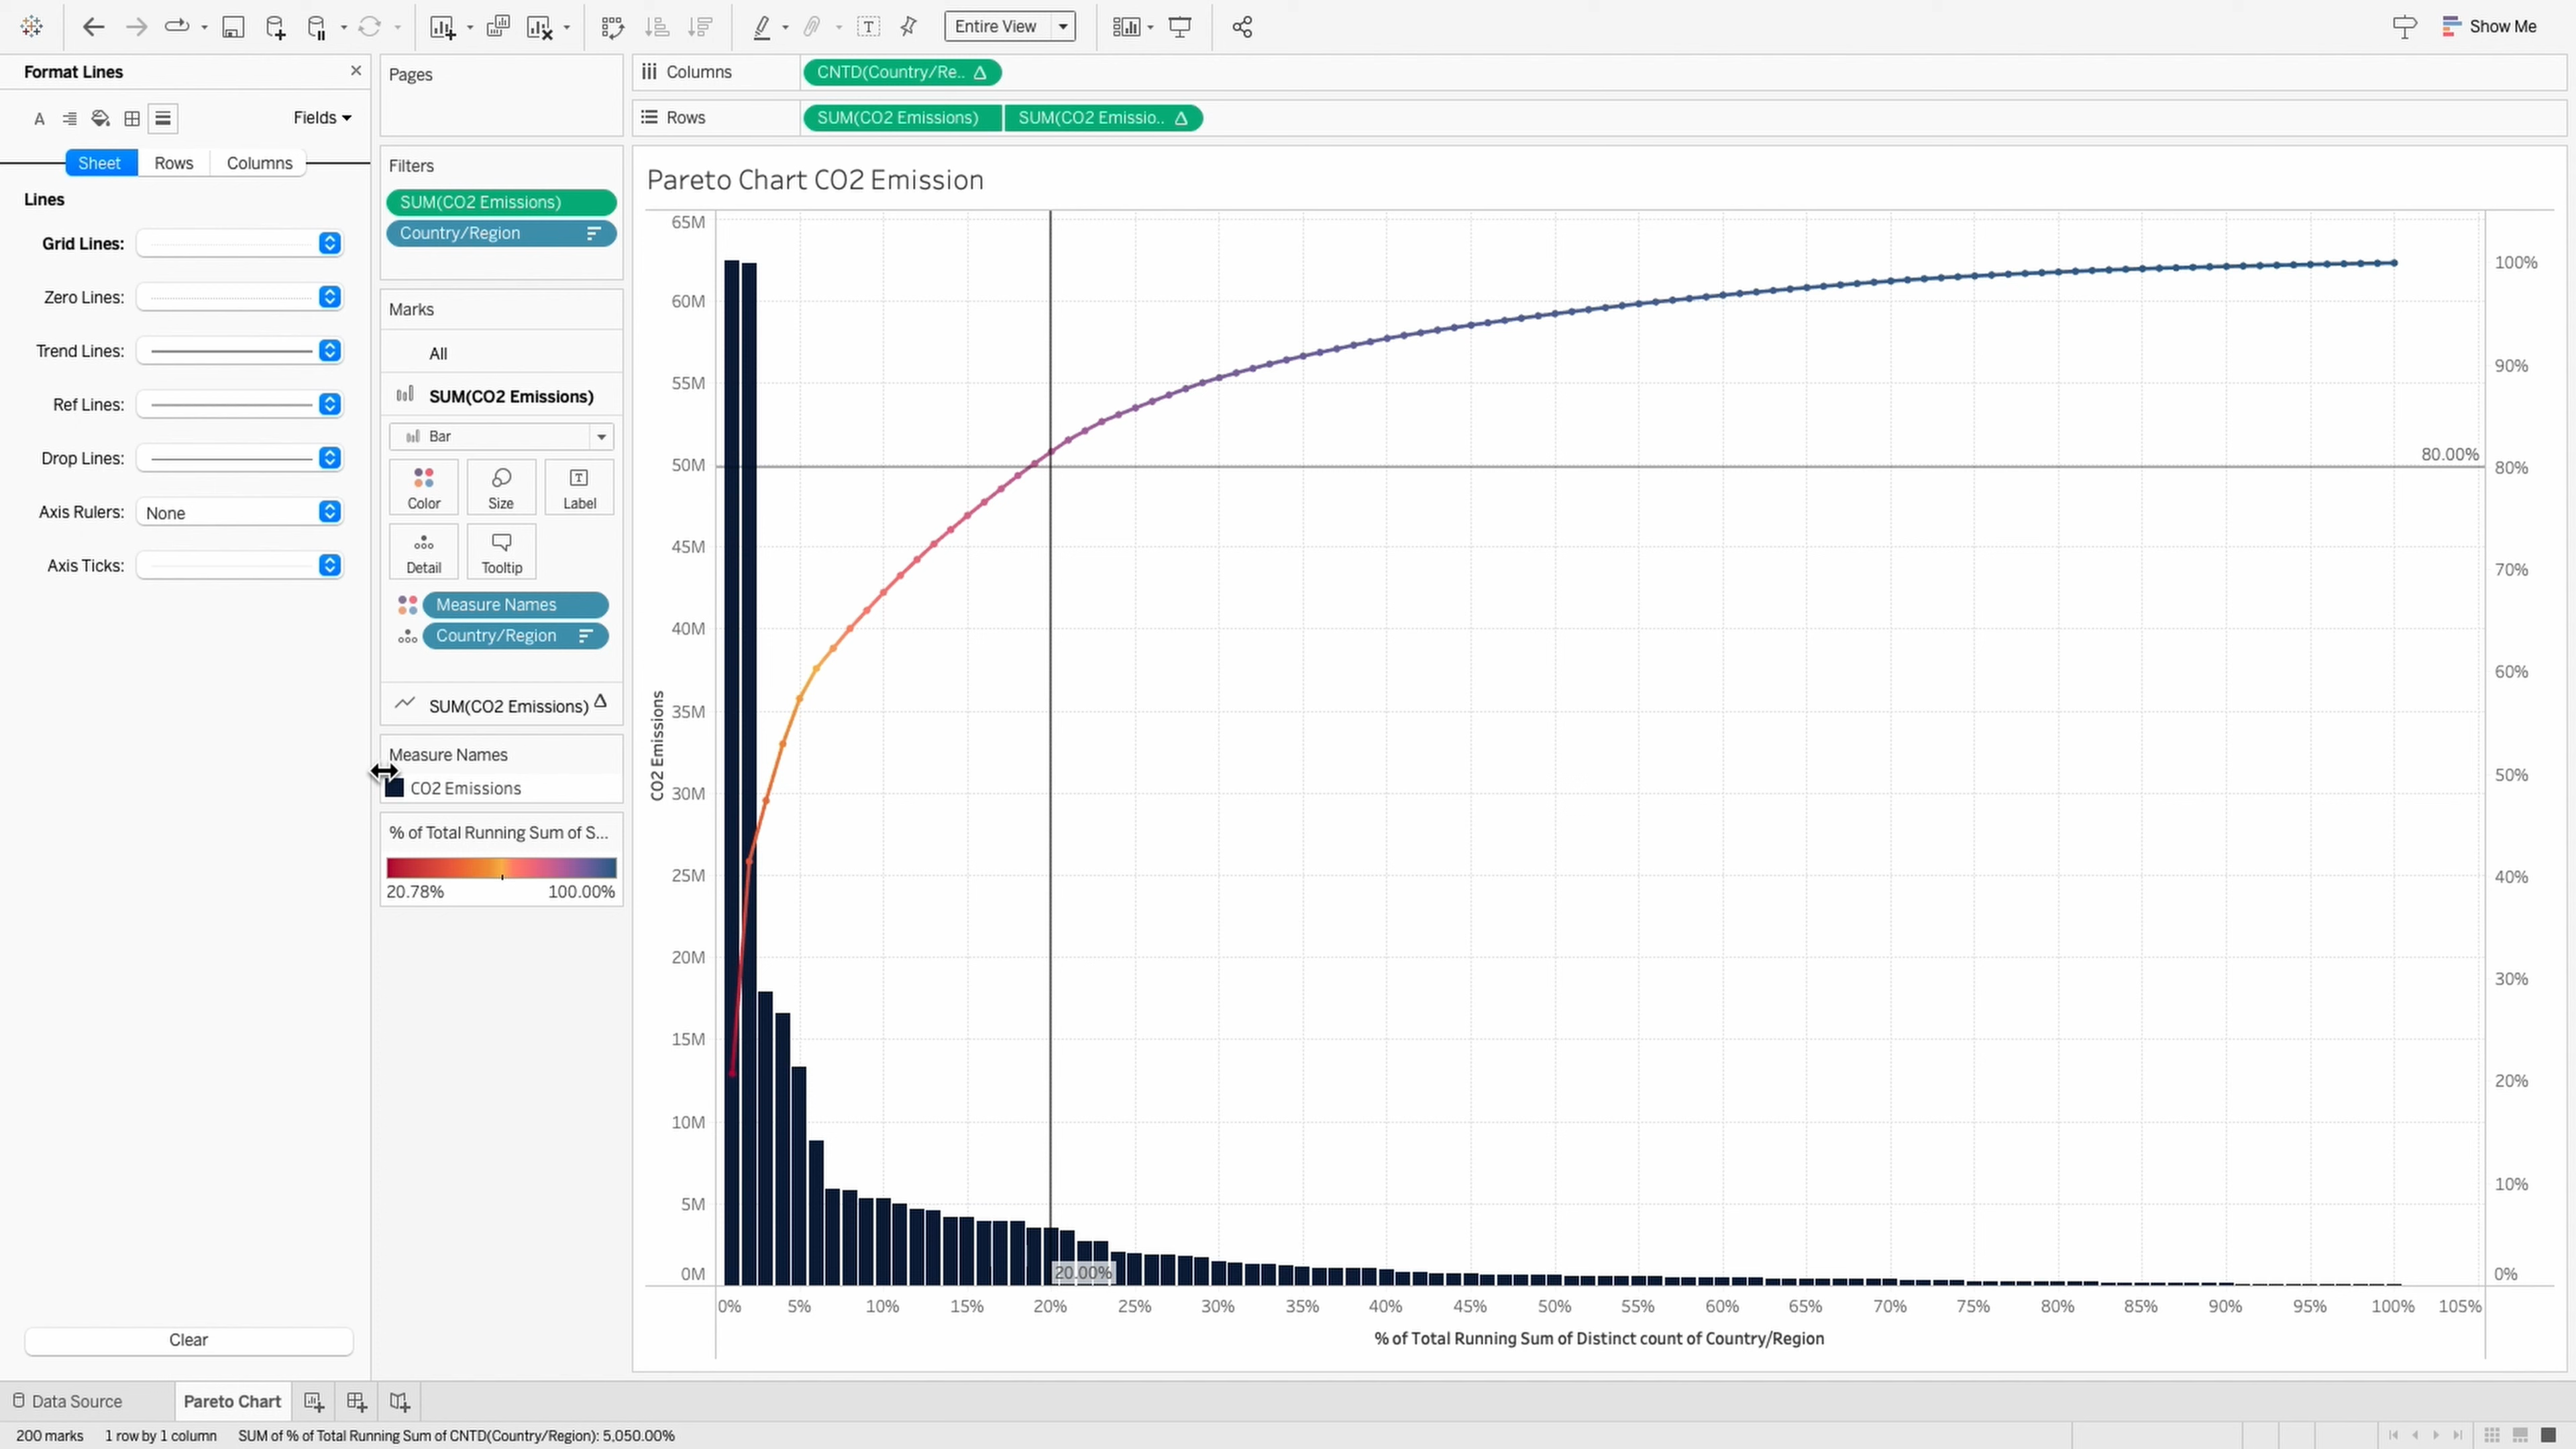 Entire View
Show Me
Format Lines
Fields
Sheet
Rows
Columns
Lines
Grid Lines:
Zero Lines:
Trend Lines:
Ref Lines:
Drop Lines:
Axis Rulers: None
Axis Ticks:
Clear
Pages
Filters
SUM(CO2 Emissions)
Country/Region
Marks
All
SUM(CO2 Emissions)
Bar
Color
Size
Label
Detail
Tooltip
Measure Names
Country/Region
SUM(CO2 Emissions) Δ
Measure Names
CO2 Emissions
% of Total Running Sum of S...
20.78%
100.00%
Columns
CNTD(Country/Re.. Δ
Rows
SUM(CO2 Emissions)
SUM(CO2 Emissio.. Δ
Pareto Chart CO2 Emission
65M
60M
55M
50M
45M
40M
35M
30M
25M
20M
15M
10M
5M
0M
CO2 Emissions
100%
90%
80.00%
80%
70%
60%
50%
40%
30%
20%
10%
0%
20.00%
0%
5%
10%
15%
20%
25%
30%
35%
40%
45%
50%
55%
60%
65%
70%
75%
80%
85%
90%
95%
100%
105%
% of Total Running Sum of Distinct count of Country/Region
Data Source
Pareto Chart
200 marks
1 row by 1 column
SUM of % of Total Running Sum of CNTD(Country/Region): 5,050.00%